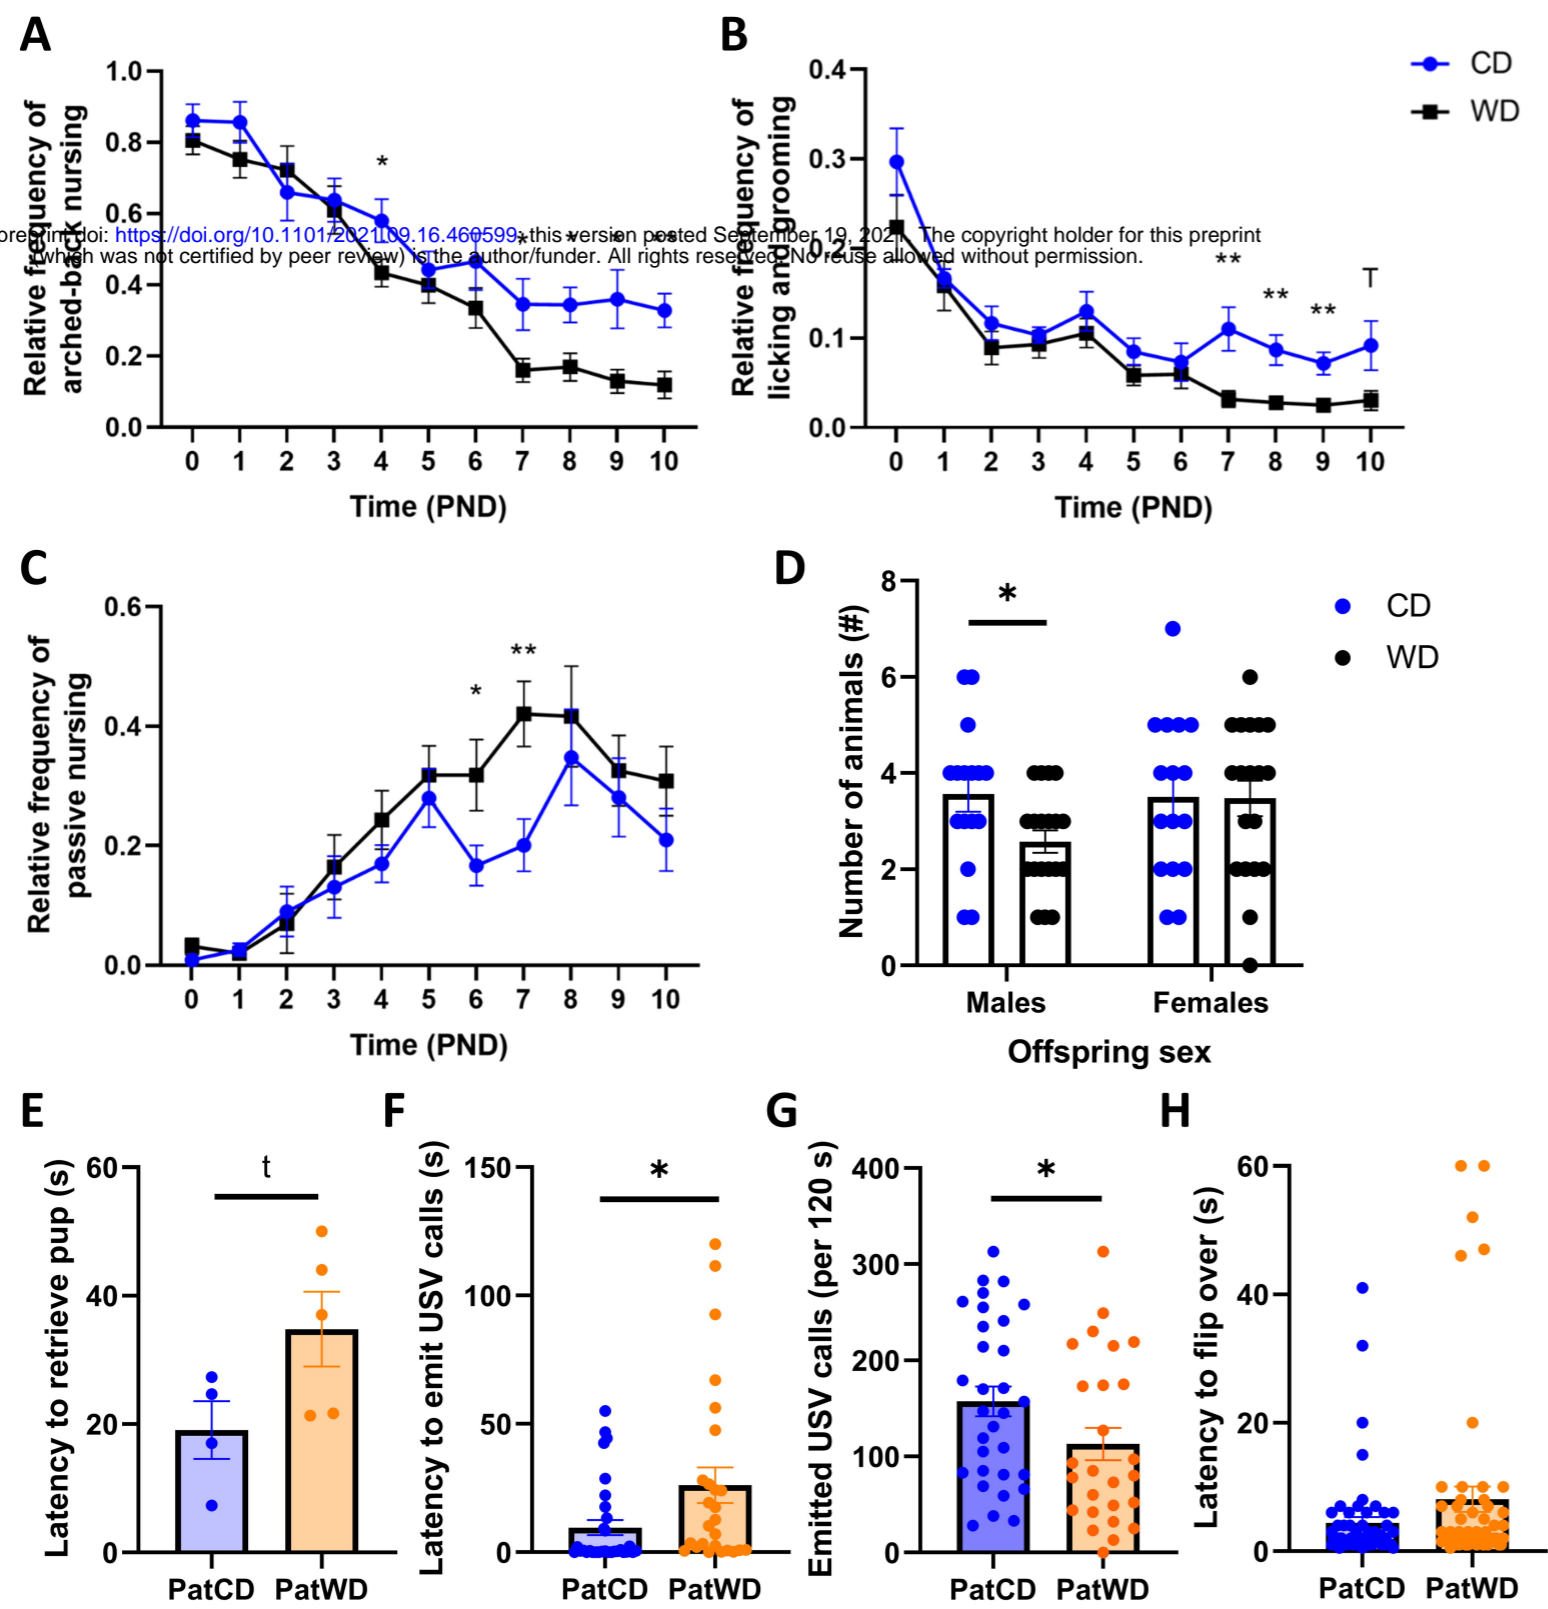 A
B
1.0
0.8
0.6
0.4
0.2
0.0
Relative frequency of
arched-back nursing
*
*
*
*
**
0 1 2 3 4 5 6 7 8 9 10
Time (PND)
0.4
0.3
0.2
0.1
0.0
Relative frequency of
licking and grooming
**
**
**
†
0 1 2 3 4 5 6 7 8 9 10
Time (PND)
CD
WD
preprint doi: https://doi.org/10.1101/2021.09.16.460599; this version posted September 19, 2021. The copyright holder for this preprint
(which was not certified by peer review) is the author/funder. All rights reserved. No reuse allowed without permission.
C
0.6
0.4
0.2
0.0
Relative frequency of
passive nursing
*
**
0 1 2 3 4 5 6 7 8 9 10
Time (PND)
D
8
6
4
2
0
Number of animals (#)
*
Males Females
Offspring sex
CD
WD
E
60
40
20
0
Latency to retrieve pup (s)
t
PatCD PatWD
F
150
100
50
0
Latency to emit USV calls (s)
*
PatCD PatWD
G
400
300
200
100
0
Emitted USV calls (per 120 s)
*
PatCD PatWD
H
60
40
20
0
Latency to flip over (s)
PatCD PatWD